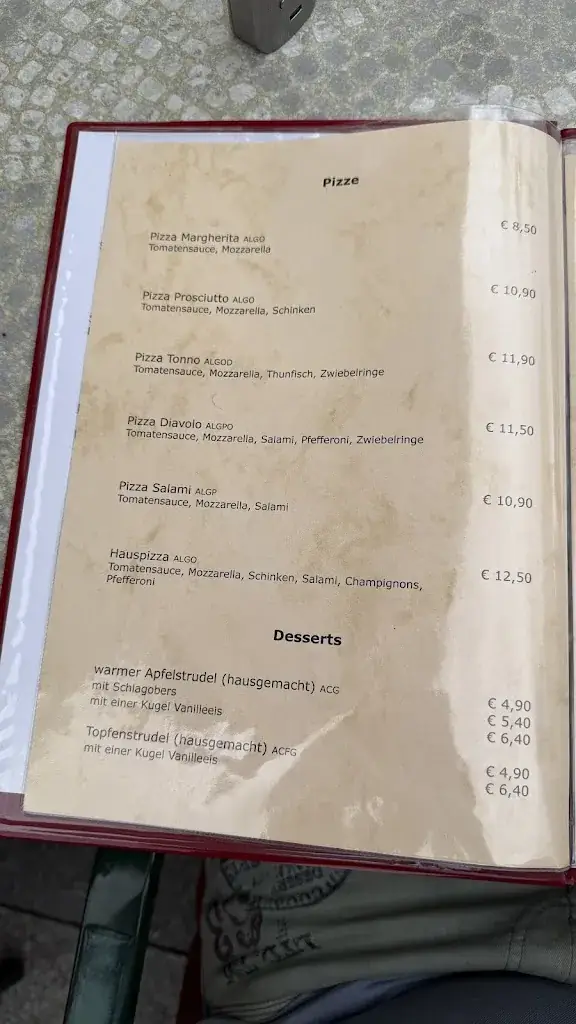 Pizze
Pizza Margherita ALGO € 8,50
Tomatensauce, Mozzarella
Pizza Prosciutto ALGO € 10,90
Tomatensauce, Mozzarella, Schinken
Pizza Tonno ALGOD € 11,90
Tomatensauce, Mozzarella, Thunfisch, Zwiebelringe
Pizza Diavolo ALGPO € 11,50
Tomatensauce, Mozzarella, Salami, Pfefferoni, Zwiebelringe
Pizza Salami ALGP € 10,90
Tomatensauce, Mozzarella, Salami
Hauspizza ALGO € 12,50
Tomatensauce, Mozzarella, Schinken, Salami, Champignons,
Pfefferoni
Desserts
warmer Apfelstrudel (hausgemacht) ACG € 4,90
mit Schlagobers € 5,40
mit einer Kugel Vanilleeis € 6,40
Topfenstrudel (hausgemacht) ACFG € 4,90
mit einer Kugel Vanilleeis € 6,40